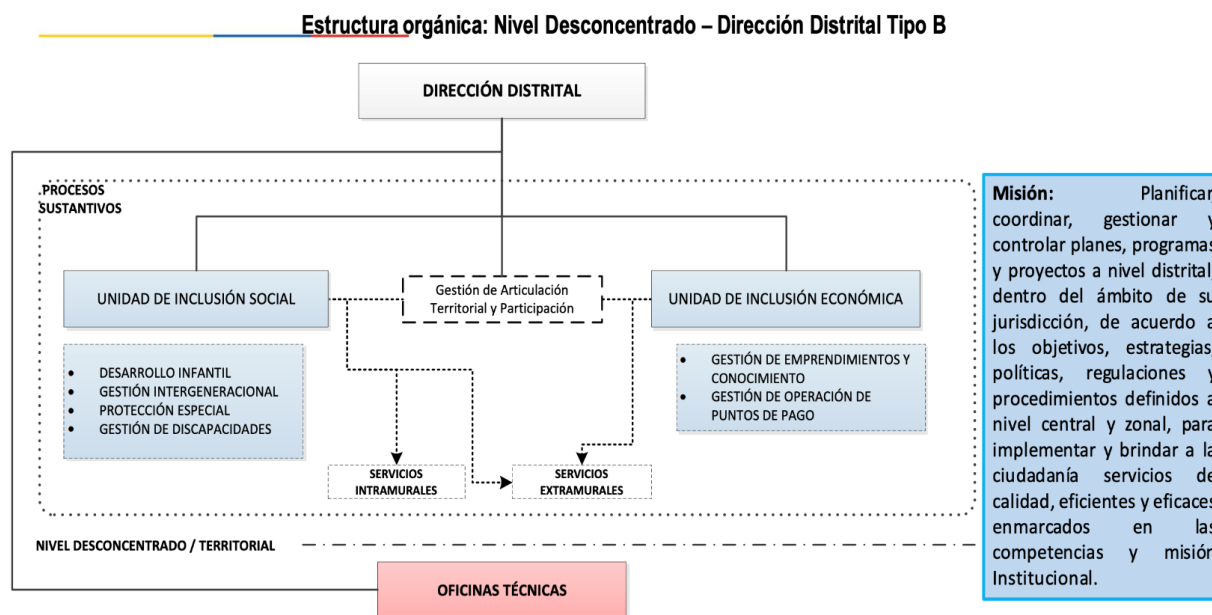 Estructura orgánica: Nivel Desconcentrado – Dirección Distrital Tipo B
DIRECCIÓN DISTRITAL
PROCESOS
SUSTANTIVOS
UNIDAD DE INCLUSIÓN SOCIAL
Gestión de Articulación
Territorial y Participación
UNIDAD DE INCLUSIÓN ECONÓMICA
• DESARROLLO INFANTIL
• GESTIÓN INTERGENERACIONAL
• PROTECCIÓN ESPECIAL
• GESTIÓN DE DISCAPACIDADES
• GESTIÓN DE EMPRENDIMIENTOS Y
CONOCIMIENTO
• GESTIÓN DE OPERACIÓN DE
PUNTOS DE PAGO
SERVICIOS
INTRAMURALES
SERVICIOS
EXTRAMURALES
NIVEL DESCONCENTRADO / TERRITORIAL
OFICINAS TÉCNICAS
Misión: Planificar,
coordinar, gestionar y
controlar planes, programas
y proyectos a nivel distrital,
dentro del ámbito de su
jurisdicción, de acuerdo a
los objetivos, estrategias,
políticas, regulaciones y
procedimientos definidos a
nivel central y zonal, para
implementar y brindar a la
ciudadanía servicios de
calidad, eficientes y eficaces
enmarcados en las
competencias y misión
Institucional.